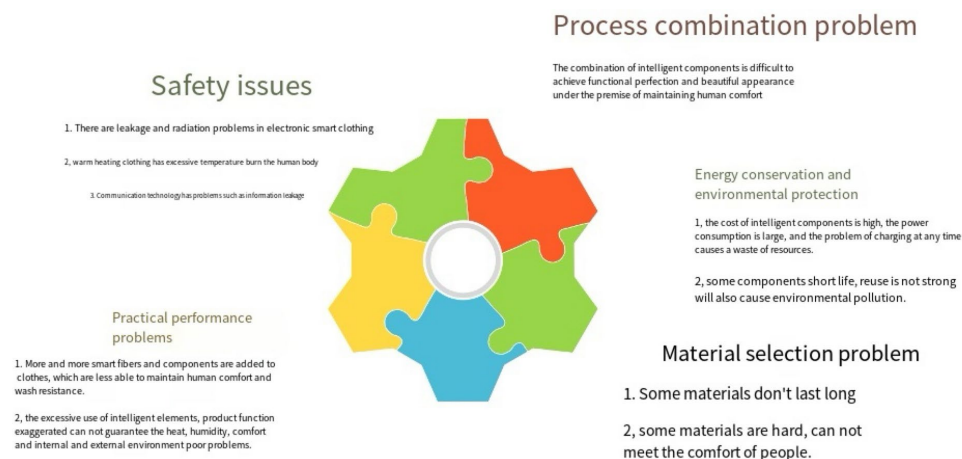 Process combination problem
The combination of intelligent components is difficult to
achieve functional perfection and beautiful appearance
under the premise of maintaining human comfort
Safety issues
1. There are leakage and radiation problems in electronic smart clothing
2, warm heating clothing has excessive temperature burn the human body
3. Communication technology has problems such as information leakage
Energy conservation and
environmental protection
1, the cost of intelligent components is high, the power
consumption is large, and the problem of charging at any time
causes a waste of resources.
2, some components short life, reuse is not strong
will also cause environmental pollution.
Practical performance
problems
1. More and more smart fibers and components are added to
clothes, which are less able to maintain human comfort and
wash resistance.
2, the excessive use of intelligent elements, product function
exaggerated can not guarantee the heat, humidity, comfort
and internal and external environment poor problems.
Material selection problem
1. Some materials don't last long
2, some materials are hard, can not
meet the comfort of people.